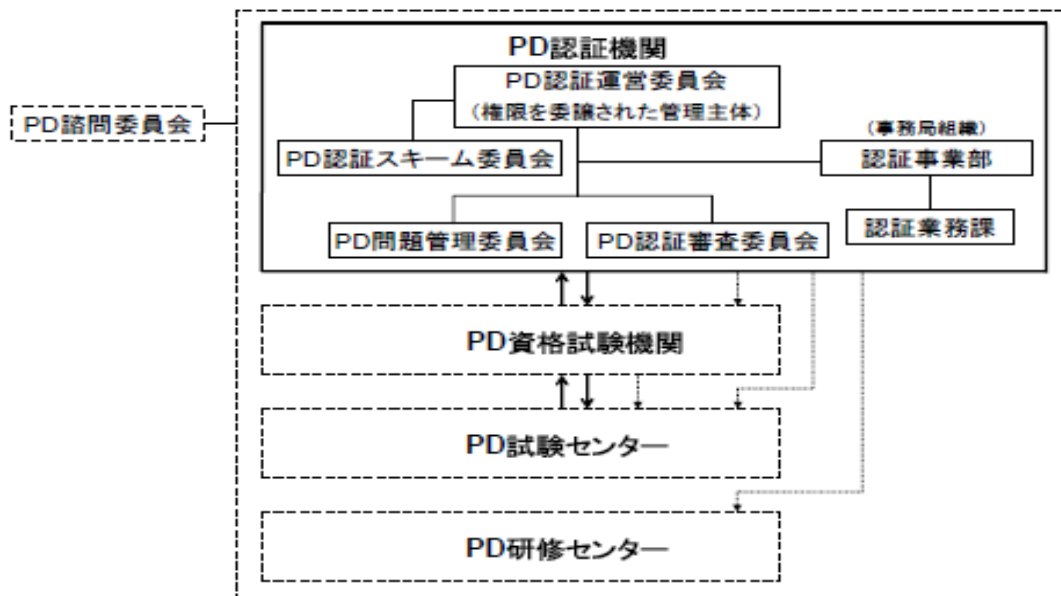 PD認証機関
PD認証運営委員会
(権限を委譲された管理主体)
PD諮問委員会
(事務局組織)
PD認証スキーム委員会
認証事業部
PD問題管理委員会
PD認証審査委員会
認証業務課
PD資格試験機関
PD試験センター
PD研修センター